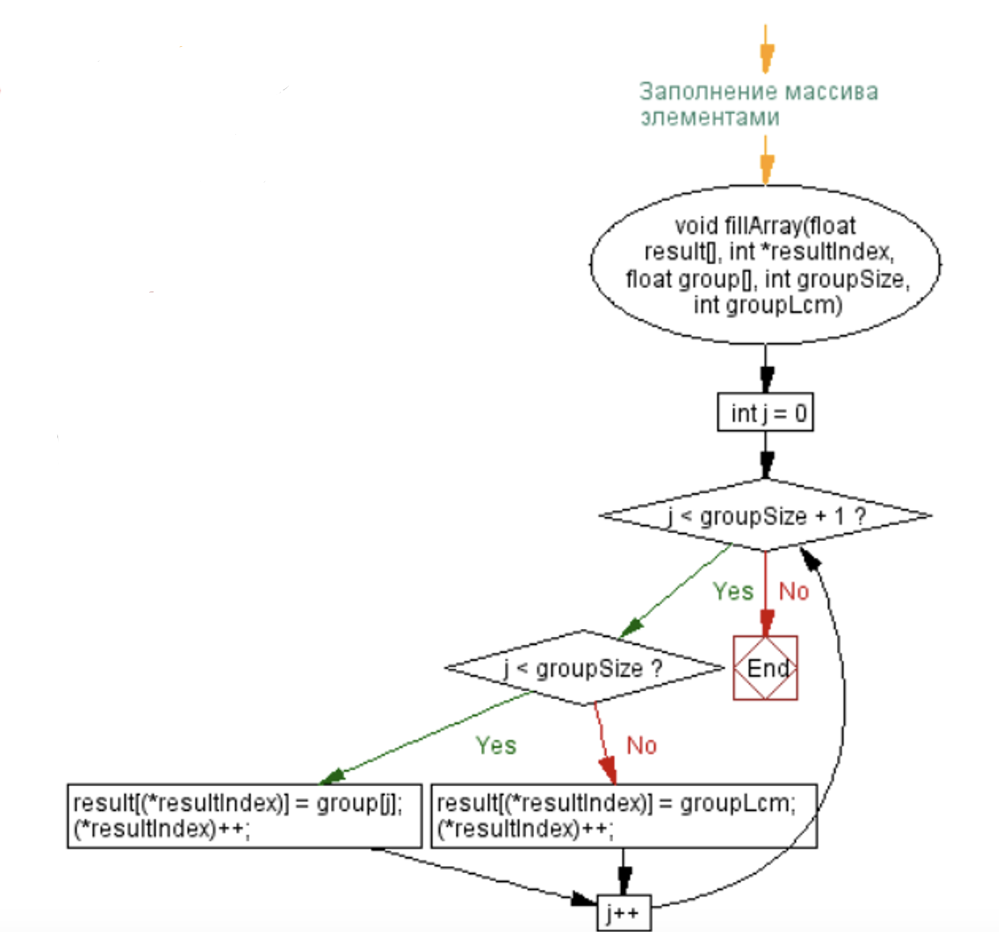 Заполнение массива
элементами
void fillArray(float
result[], int *resultIndex,
float group[], int groupSize,
int groupLcm)
int j = 0
j < groupSize + 1 ?
Yes
No
j < groupSize ?
End
Yes
No
result[(*resultIndex)] = group[j];
(*resultIndex)++;
result[(*resultIndex)] = groupLcm;
(*resultIndex)++;
j++